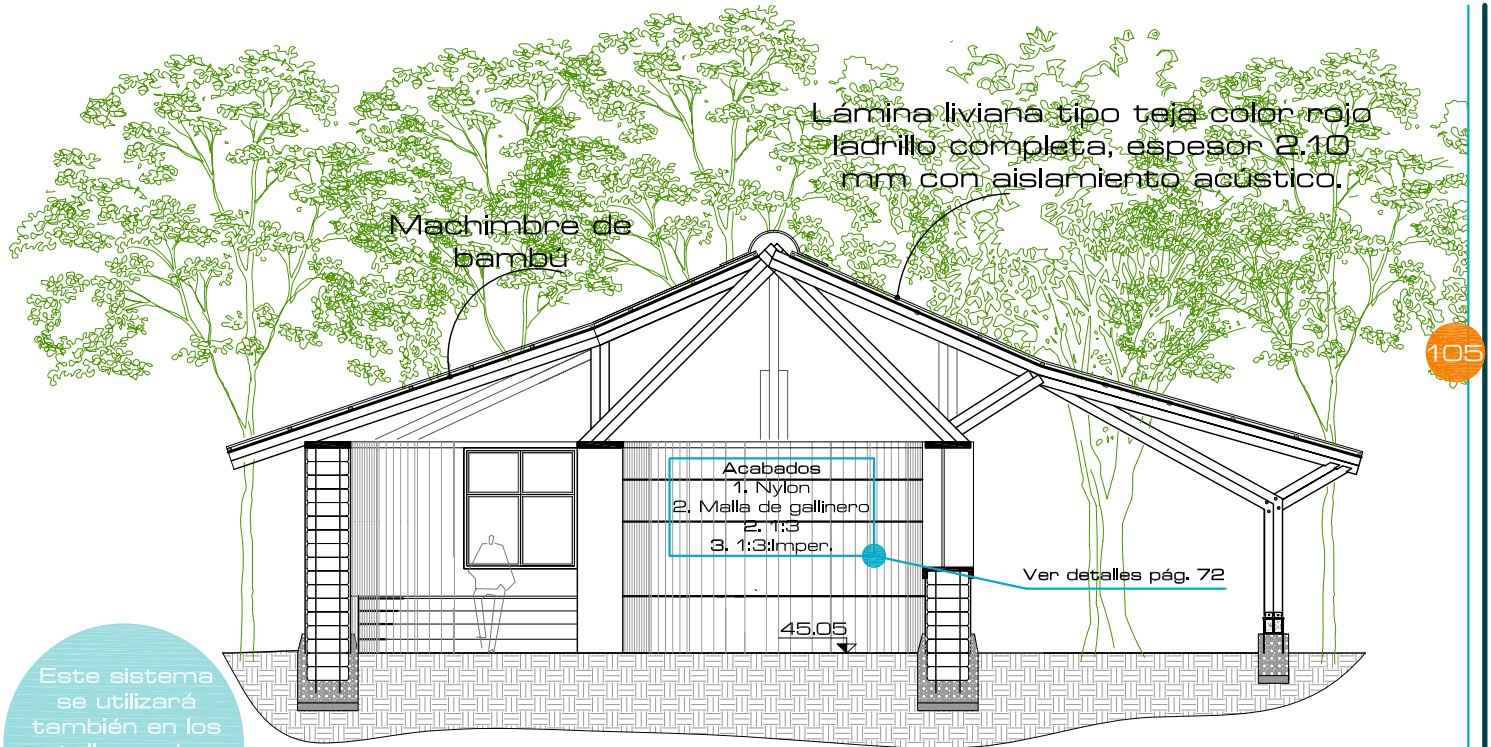 Lámina liviana tipo teja color rojo
ladrillo completa, espesor 2.10
mm con aislamiento acústico.
Machimbre de
bambú
105
Acabados
1. Nylon
2. Malla de gallinero
2. 1:3
3. 1:3:Imper.
Ver detalles pág. 72
45.05
Este sistema
se utilizará
también en los